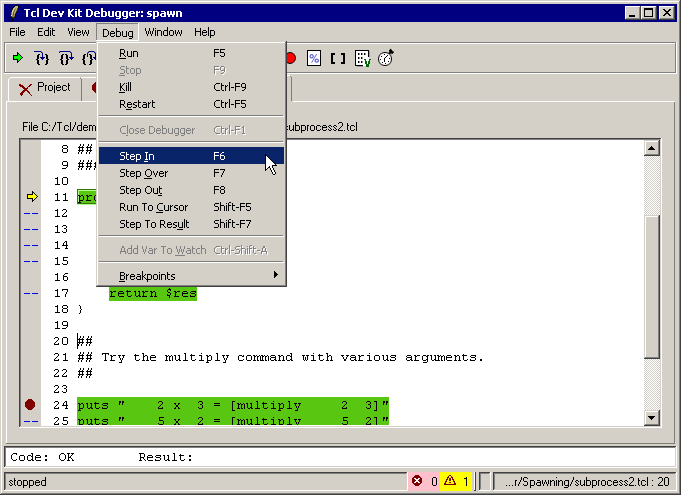 Tcl Dev Kit Debugger: spawn
File Edit View Debug Window Help
Run F5
Stop F9
Kill Ctrl-F9
Restart Ctrl-F5
Close Debugger Ctrl-F1
Step In F6
Step Over F7
Step Out F8
Run To Cursor Shift-F5
Step To Result Shift-F7
Add Var To Watch Ctrl-Shift-A
Breakpoints
Project
File C:/Tcl/dem
subprocess2.tcl
8 ##
9 ###
10
11 pro
12
13
14
15
16
17 return $res
18 }
19
20 ##
21 ## Try the multiply command with various arguments.
22 ##
23
24 puts " 2 x 3 = [multiply 2 3]"
25 puts " 5 x 2 = [multiply 5 2]"
Code: OK Result:
stopped 0 1 ...r/Spawning/subprocess2.tcl : 20